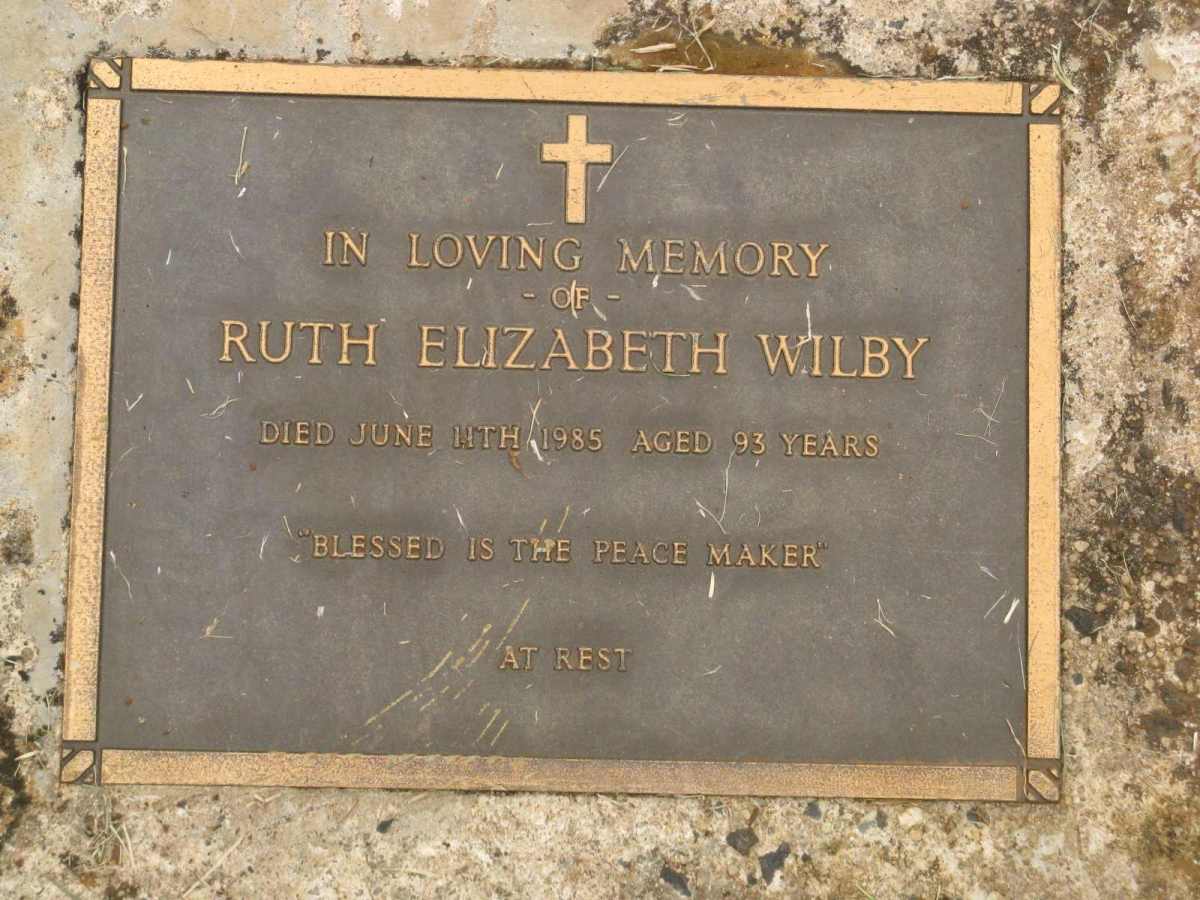 IN LOVING MEMORY
- OF -
RUTH ELIZABETH WILBY
DIED JUNE 11TH 1985 AGED 93 YEARS
"BLESSED IS THE PEACE MAKER"
AT REST